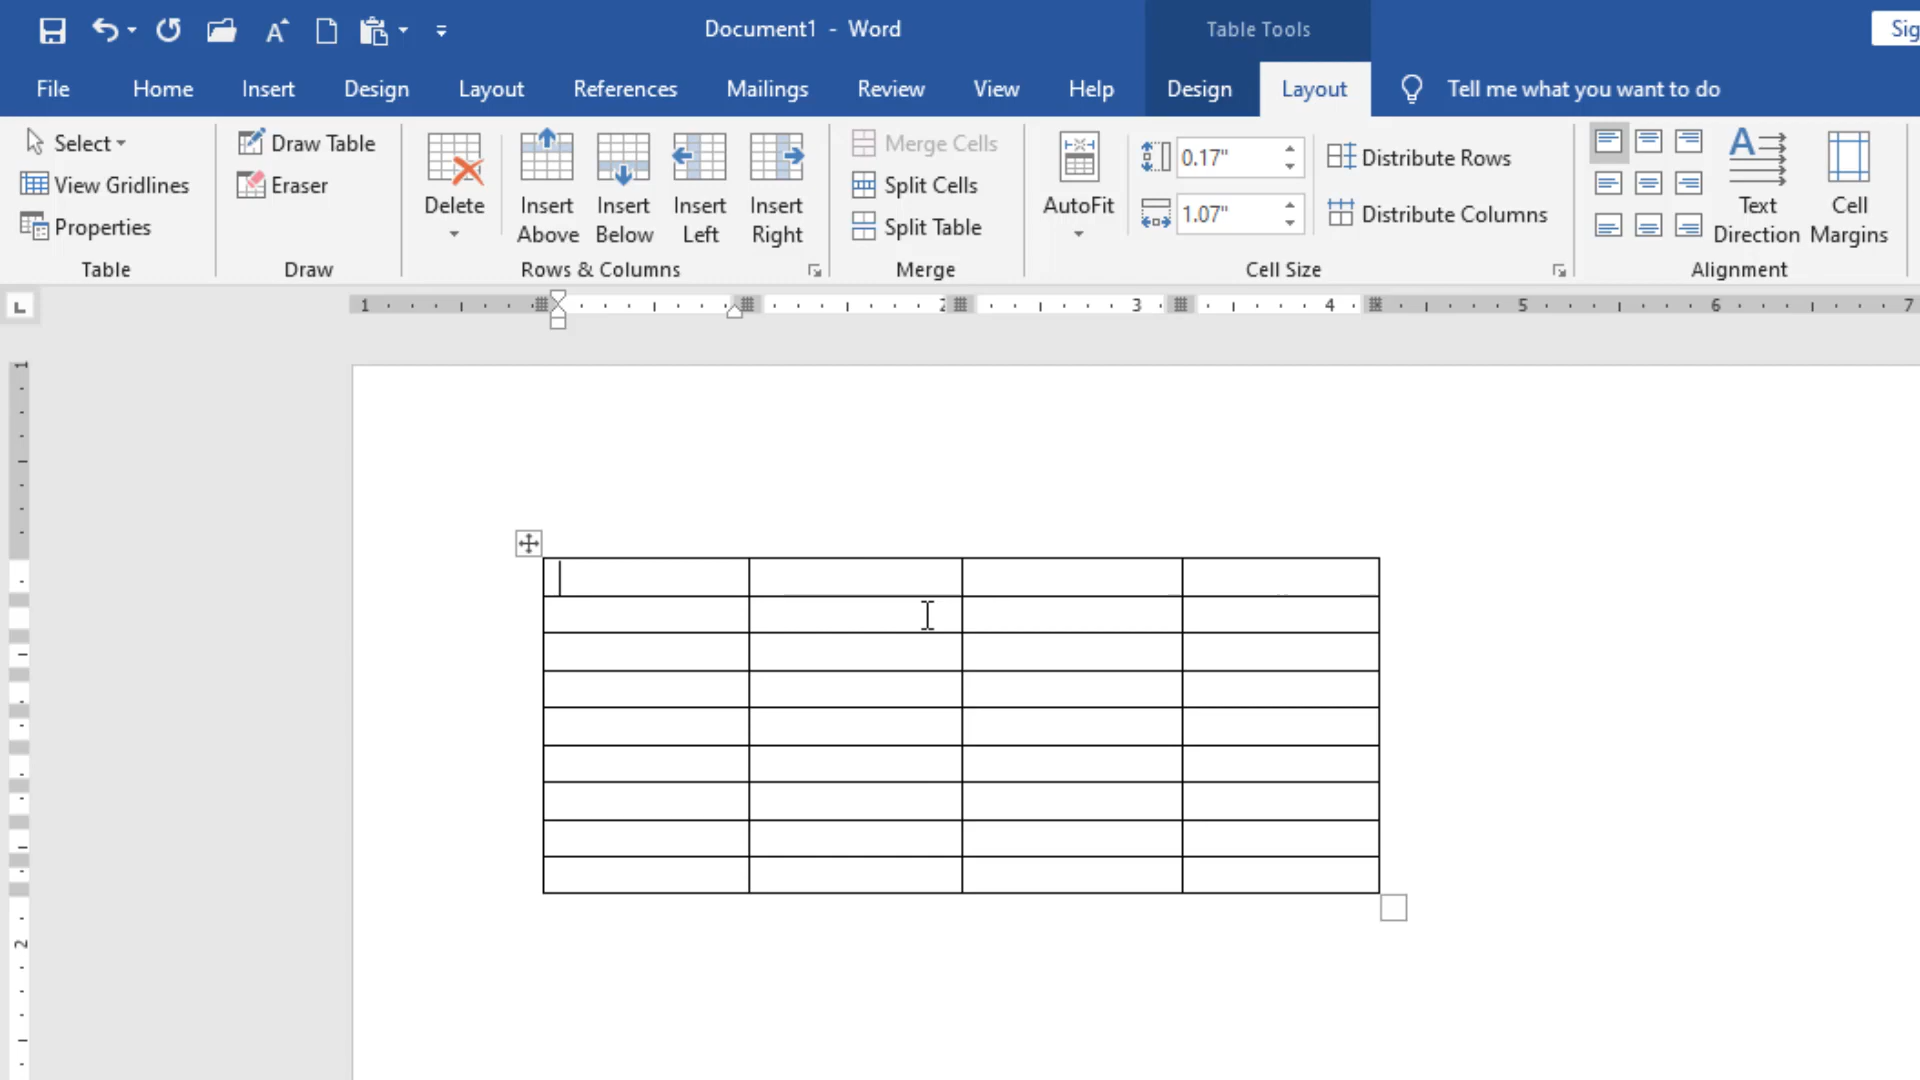 Document1 - Word
Table Tools
Sig
File Home Insert Design Layout References Mailings Review View Help Design Layout Tell me what you want to do
Select
View Gridlines
Properties
Table
Draw Table
Eraser
Draw
Delete
Insert Above
Insert Below
Insert Left
Insert Right
Rows & Columns
Merge Cells
Split Cells
Split Table
Merge
AutoFit
0.17"
1.07"
Distribute Rows
Distribute Columns
Cell Size
Text Direction
Cell Margins
Alignment
1 2 3 4 5 6 7
1
2